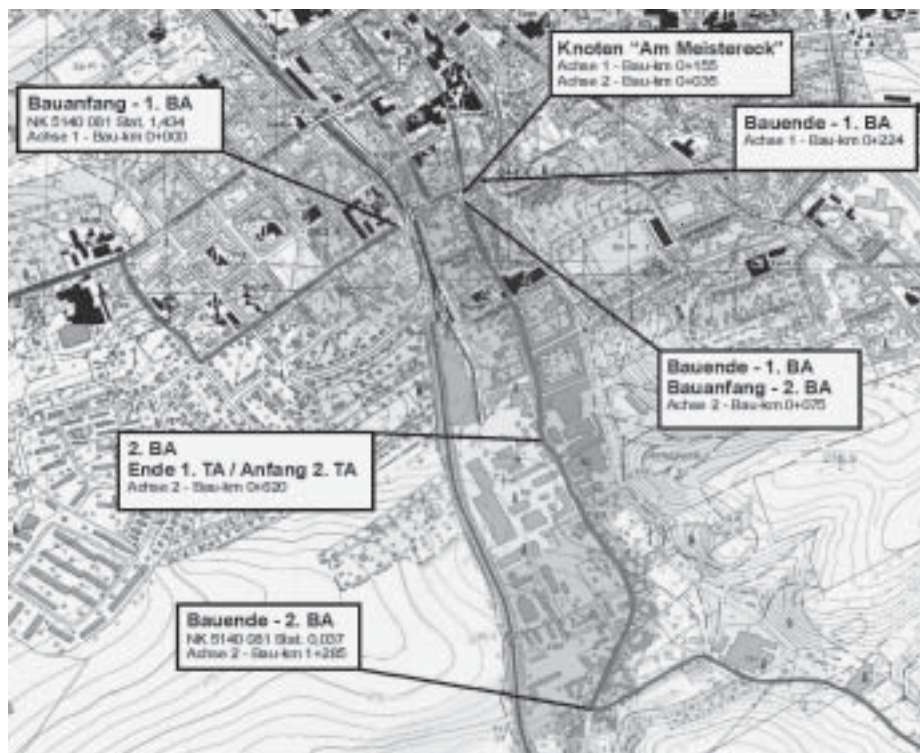 Knoten "Am Meistereck"
Achse 1 - Bau-km 0+155
Achse 2 - Bau-km 0+035
Bauanfang - 1. BA
NK 5140 081 Stat. 1,434
Achse 1 - Bau-km 0+000
Bauende - 1. BA
Achse 1 - Bau-km 0+224
Bauende - 1. BA
Bauanfang - 2. BA
Achse 2 - Bau-km 0+075
2. BA
Ende 1. TA / Anfang 2. TA
Achse 2 - Bau-km 0+620
Bauende - 2. BA
NK 5140 081 Stat. 0,037
Achse 2 - Bau-km 1+285